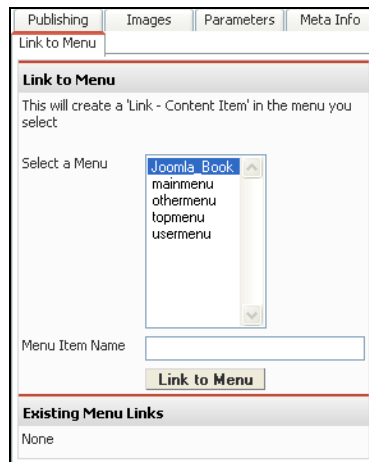 Publishing Images Parameters Meta Info
Link to Menu
Link to Menu
This will create a 'Link - Content Item' in the menu you
select
Select a Menu
Joomla_Book
mainmenu
othermenu
topmenu
usermenu
Menu Item Name
Link to Menu
Existing Menu Links
None